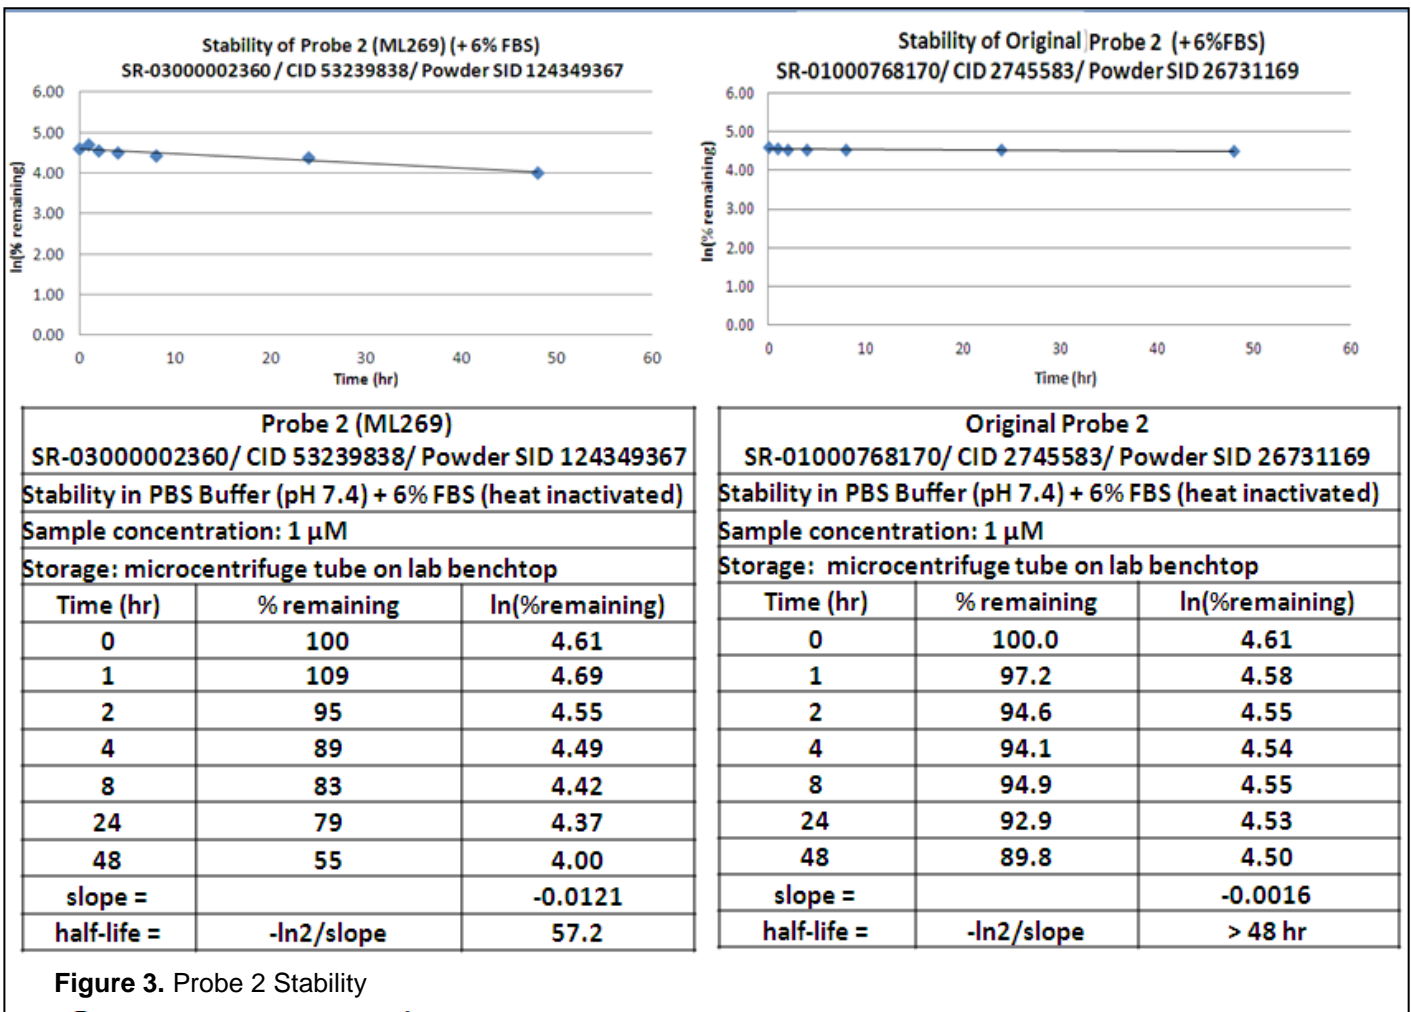 Stability of Probe 2 (ML269) (+ 6% FBS)
SR-03000002360 / CID 53239838/ Powder SID 124349367
6.00
5.00
4.00
3.00
2.00
1.00
0.00
ln(% remaining)
0 10 20 30 40 50 60
Time (hr)
Stability of Original Probe 2 (+6%FBS)
SR-01000768170/ CID 2745583/ Powder SID 26731169
6.00
5.00
4.00
3.00
2.00
1.00
0.00
ln(% remaining)
0 10 20 30 40 50 60
Time (hr)
Probe 2 (ML269)
SR-03000002360/ CID 53239838/ Powder SID 124349367
Stability in PBS Buffer (pH 7.4) + 6% FBS (heat inactivated)
Sample concentration: 1 µM
Storage: microcentrifuge tube on lab benchtop
Time (hr) % remaining ln(%remaining)
0 100 4.61
1 109 4.69
2 95 4.55
4 89 4.49
8 83 4.42
24 79 4.37
48 55 4.00
slope = -0.0121
half-life = -ln2/slope 57.2
Original Probe 2
SR-01000768170/ CID 2745583/ Powder SID 26731169
Stability in PBS Buffer (pH 7.4) + 6% FBS (heat inactivated)
Sample concentration: 1 µM
Storage: microcentrifuge tube on lab benchtop
Time (hr) % remaining ln(%remaining)
0 100.0 4.61
1 97.2 4.58
2 94.6 4.55
4 94.1 4.54
8 94.9 4.55
24 92.9 4.53
48 89.8 4.50
slope = -0.0016
half-life = -ln2/slope > 48 hr
Figure 3. Probe 2 Stability